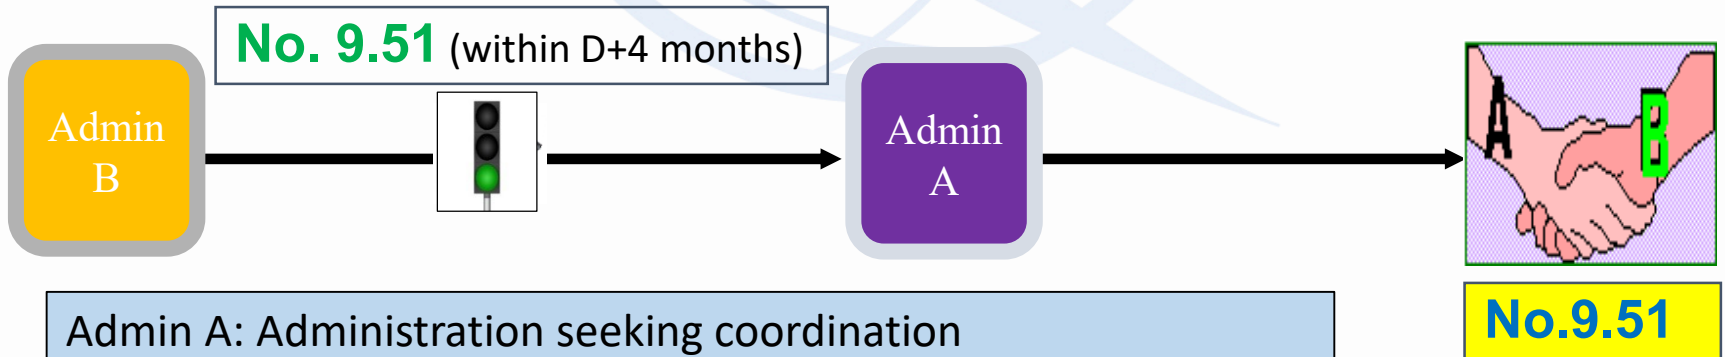 No. 9.51 (within D+4 months)
Admin
B
Admin
A
A B
Admin A: Administration seeking coordination
No.9.51